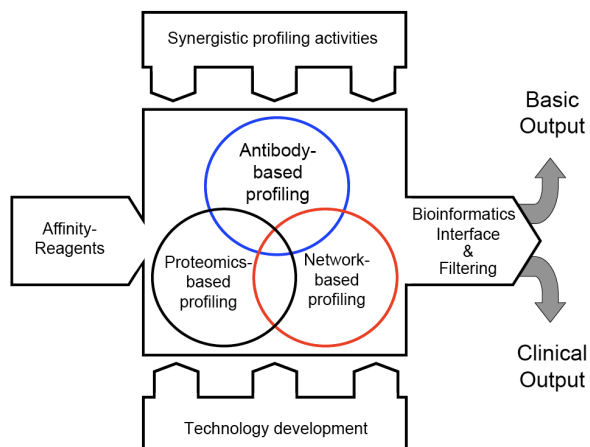 Synergistic profiling activities
Basic
Output
Antibody-
based
profiling
Affinity-
Reagents
Proteomics-
based
profiling
Network-
based
profiling
Bioinformatics
Interface
&
Filtering
Clinical
Output
Technology development